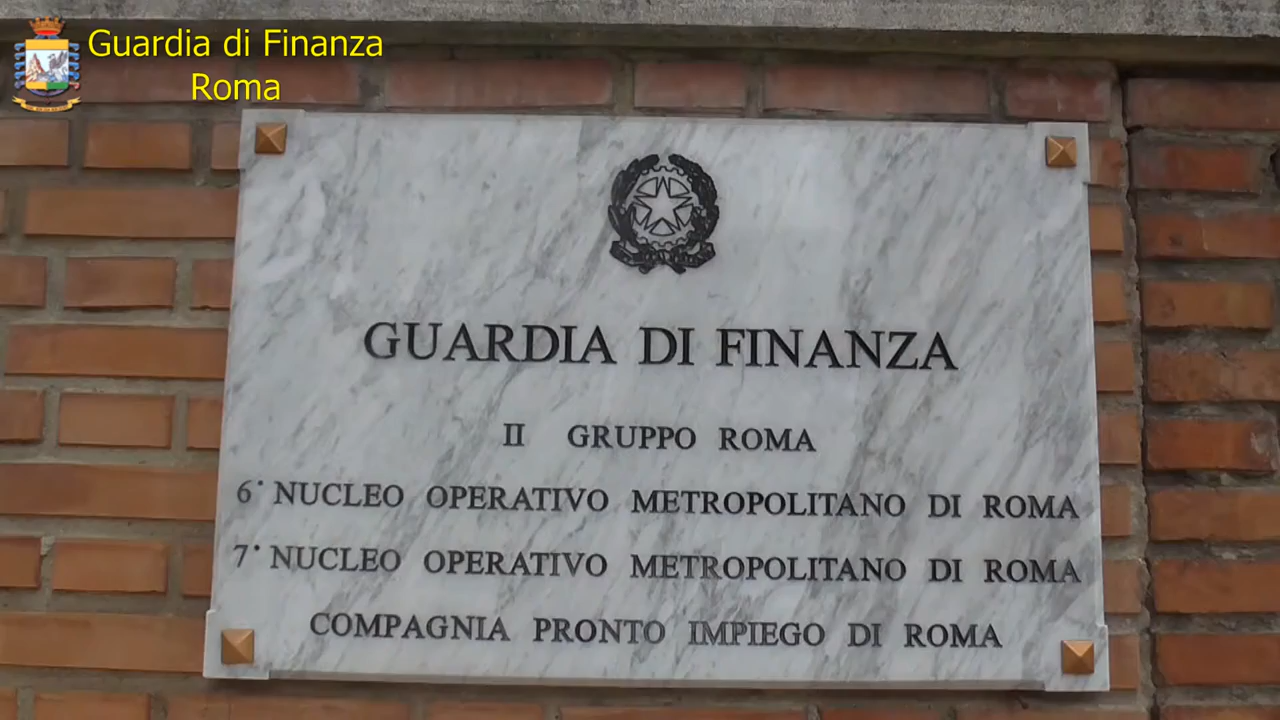 Guardia di Finanza
Roma
GUARDIA DI FINANZA
II GRUPPO ROMA
6° NUCLEO OPERATIVO METROPOLITANO DI ROMA
7° NUCLEO OPERATIVO METROPOLITANO DI ROMA
COMPAGNIA PRONTO IMPIEGO DI ROMA